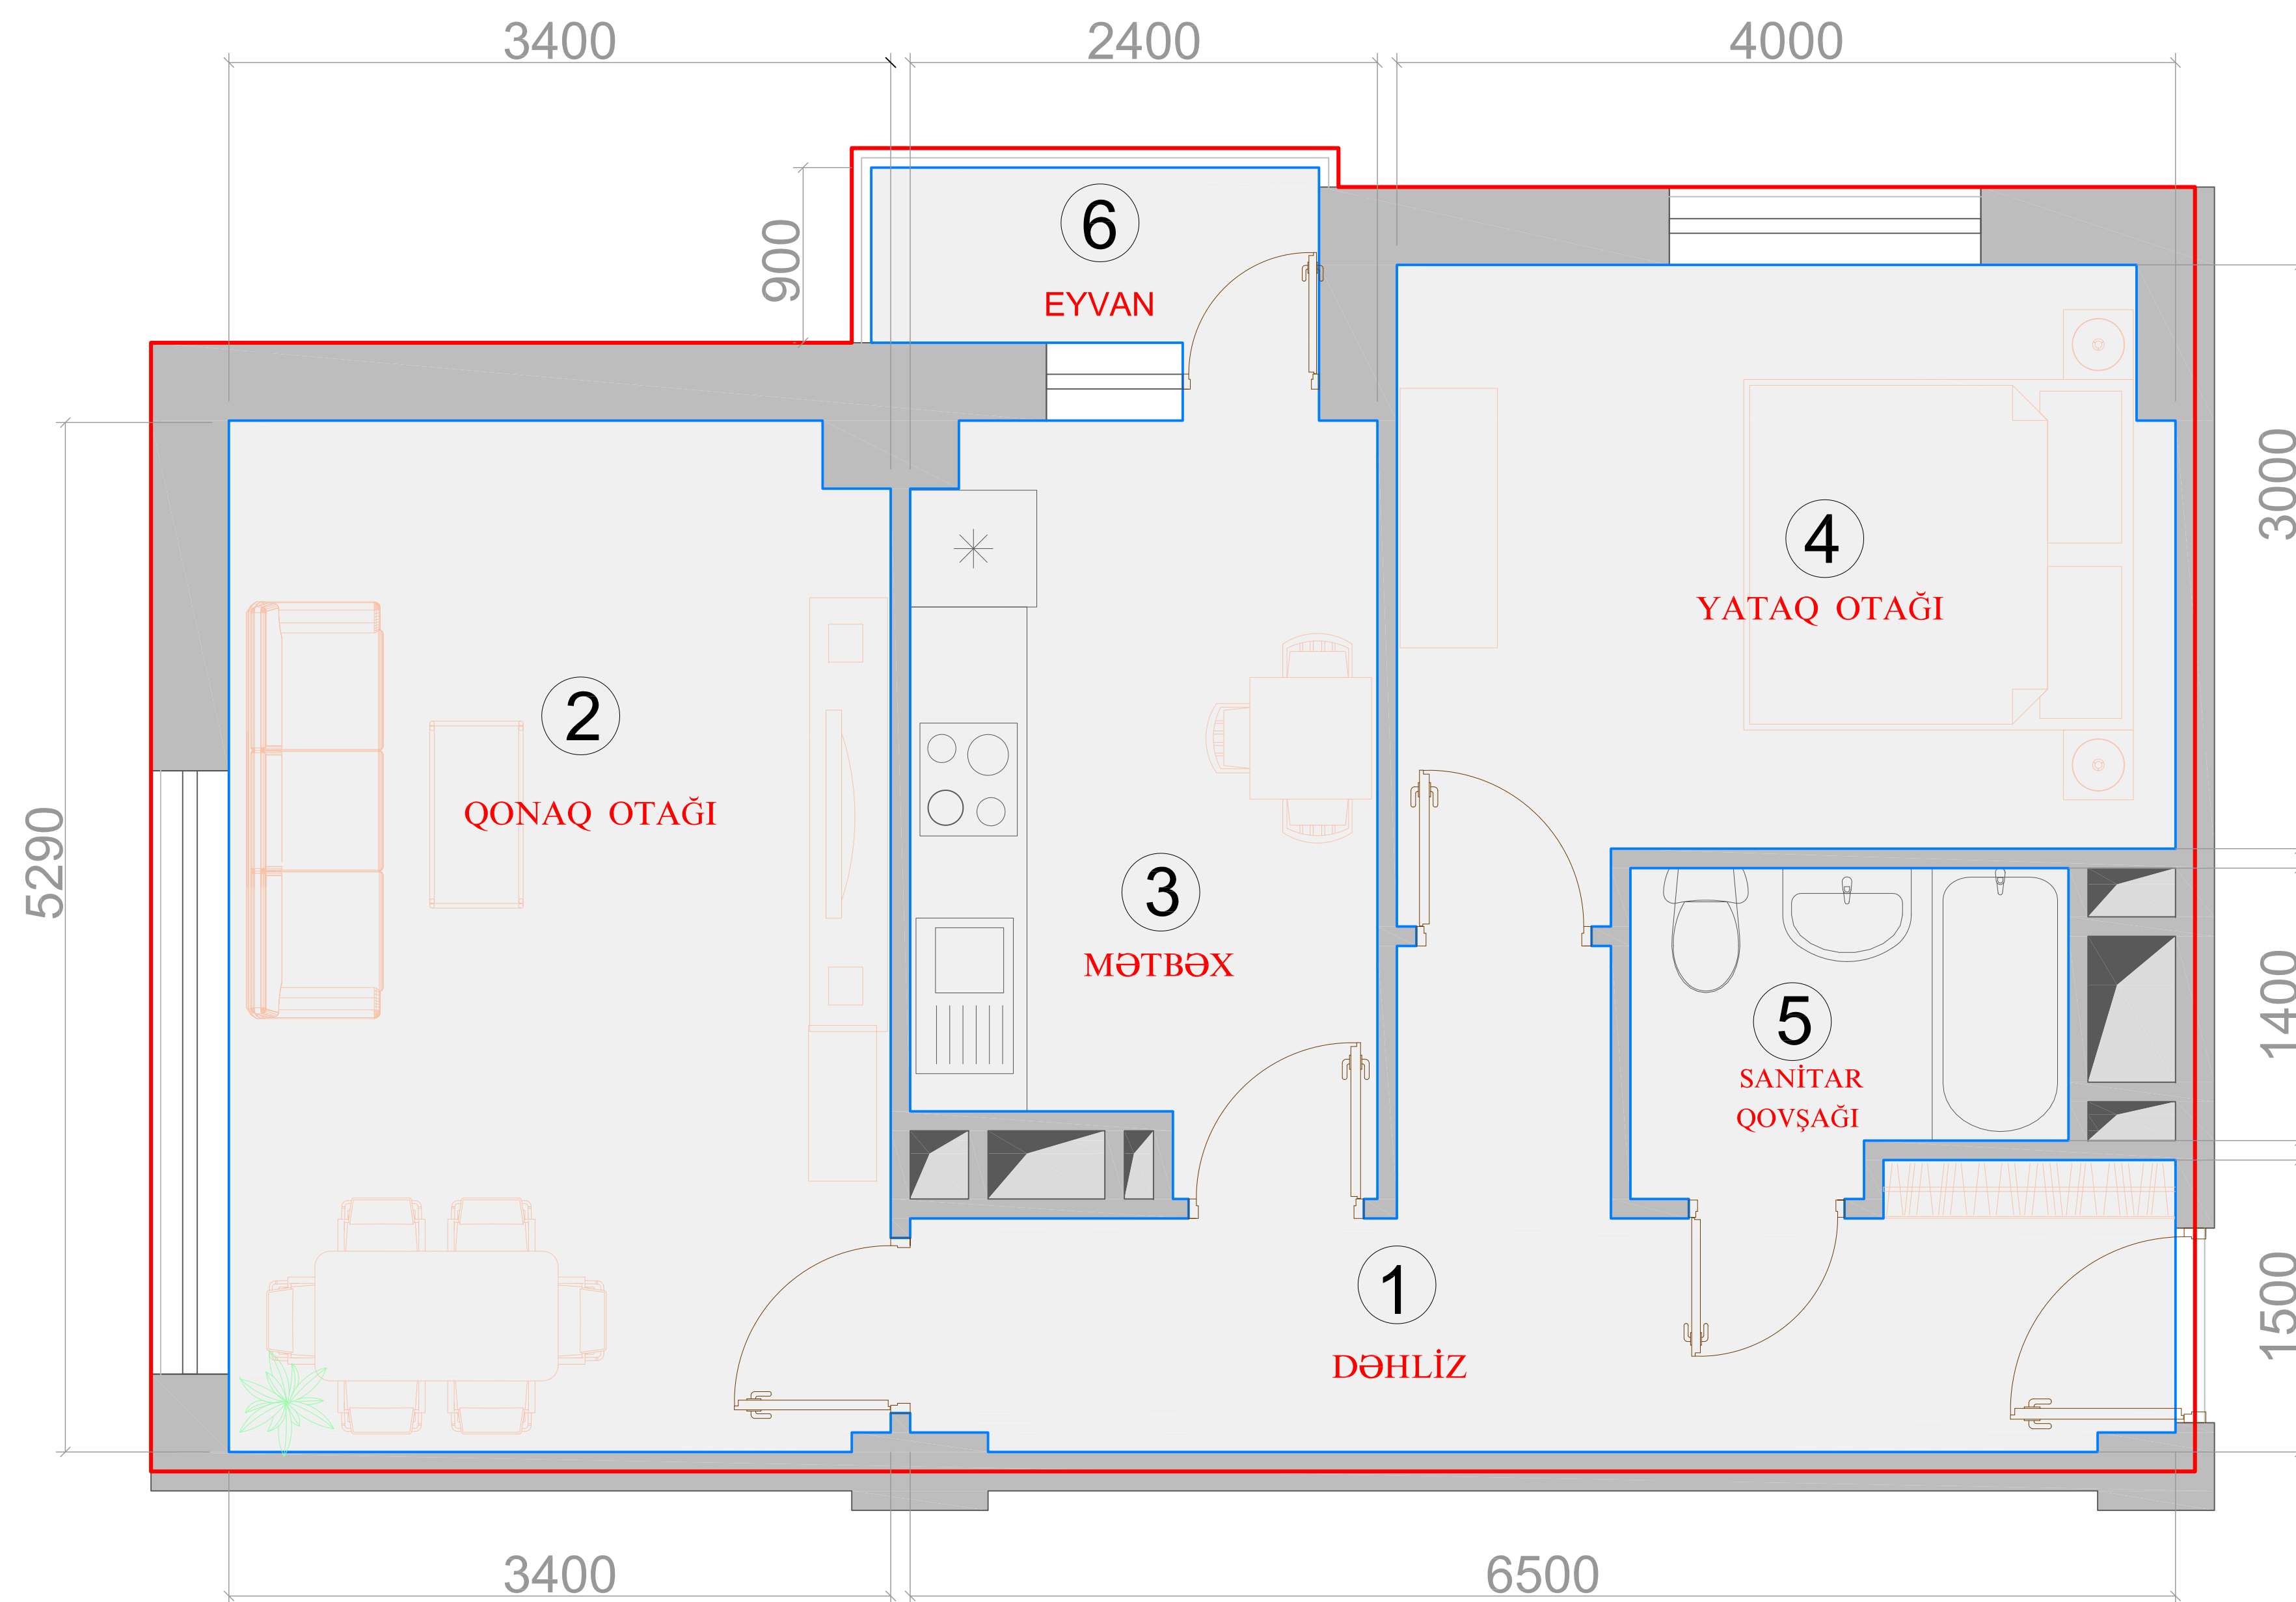 3400
2400
4000
6
EYVAN
900
3000
4
YATAQ OTAĞI
2
QONAQ OTAĞI
5290
3
MƏTBƏX
5
SANİTAR
QOVŞAĞI
1400
1
DƏHLİZ
1500
3400
6500